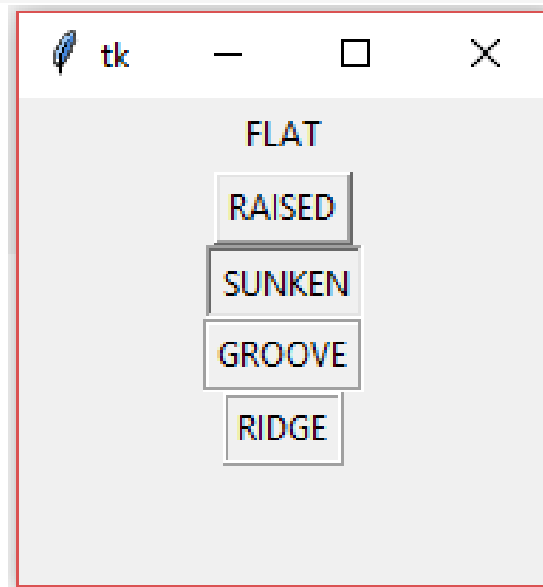 tk
FLAT
RAISED
SUNKEN
GROOVE
RIDGE